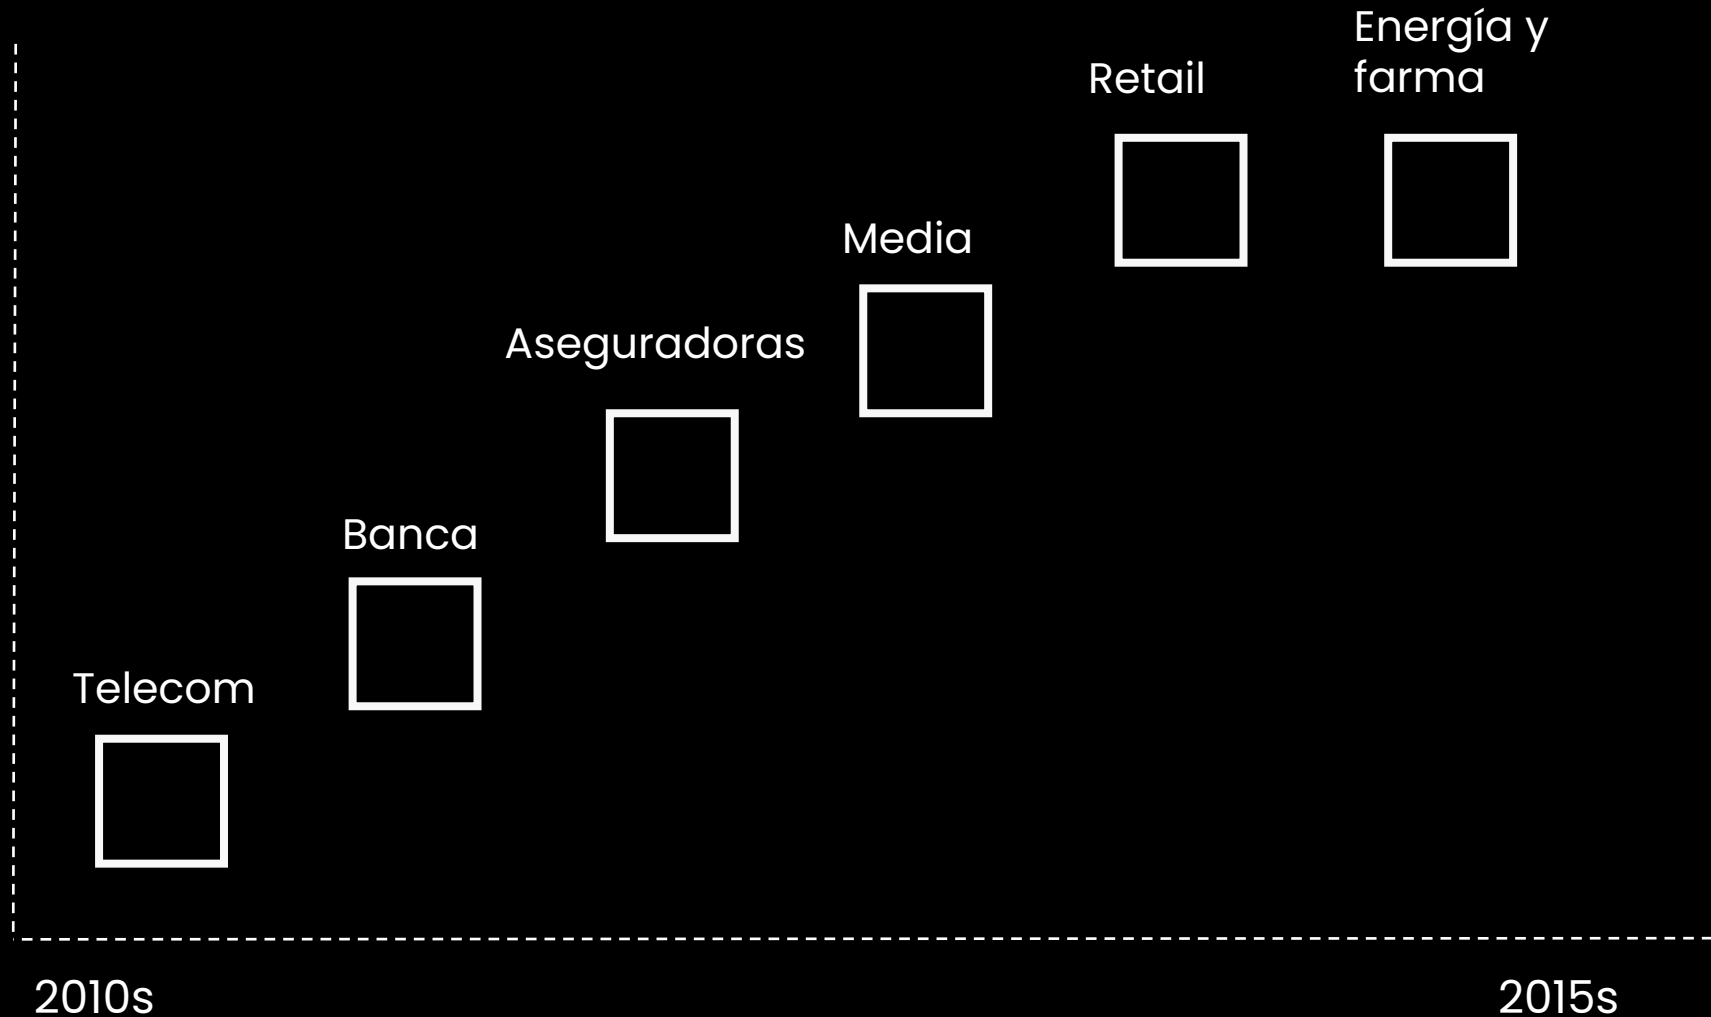 Energía y
farma
Retail
Media
Aseguradoras
Banca
Telecom
2010s
2015s